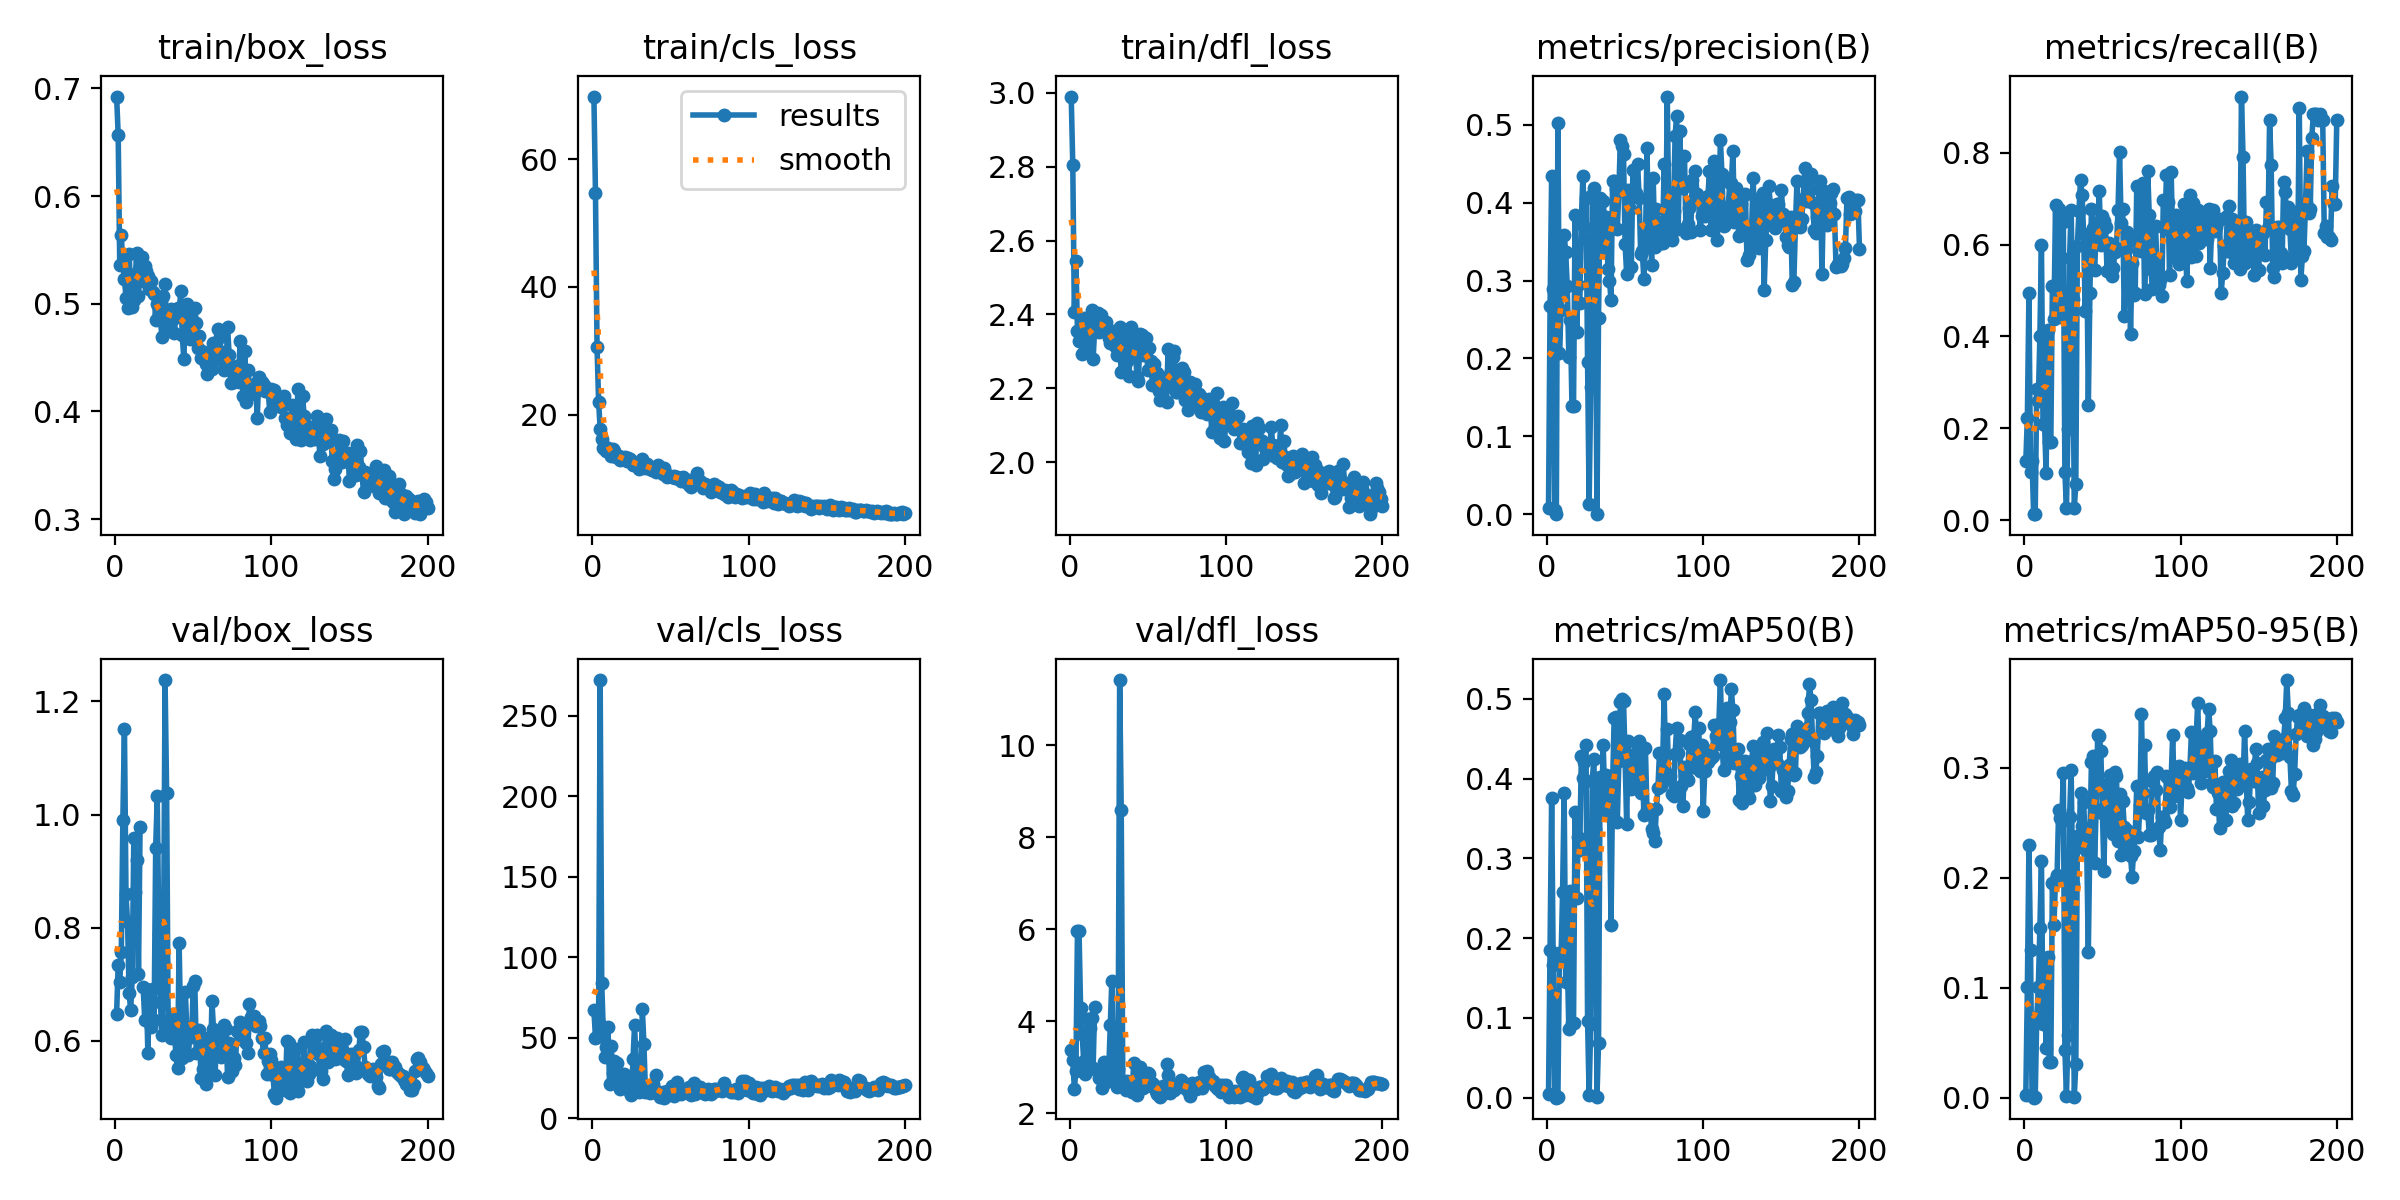 train/box_loss
0.7
0.6
0.5
0.4
0.3
0 100 200
train/cls_loss
results
smooth
60
40
20
0 100 200
train/dfl_loss
3.0
2.8
2.6
2.4
2.2
2.0
0 100 200
metrics/precision(B)
0.5
0.4
0.3
0.2
0.1
0.0
0 100 200
metrics/recall(B)
0.8
0.6
0.4
0.2
0.0
0 100 200
val/box_loss
1.2
1.0
0.8
0.6
0 100 200
val/cls_loss
250
200
150
100
50
0
0 100 200
val/dfl_loss
10
8
6
4
2
0 100 200
metrics/mAP50(B)
0.5
0.4
0.3
0.2
0.1
0.0
0 100 200
metrics/mAP50-95(B)
0.3
0.2
0.1
0.0
0 100 200